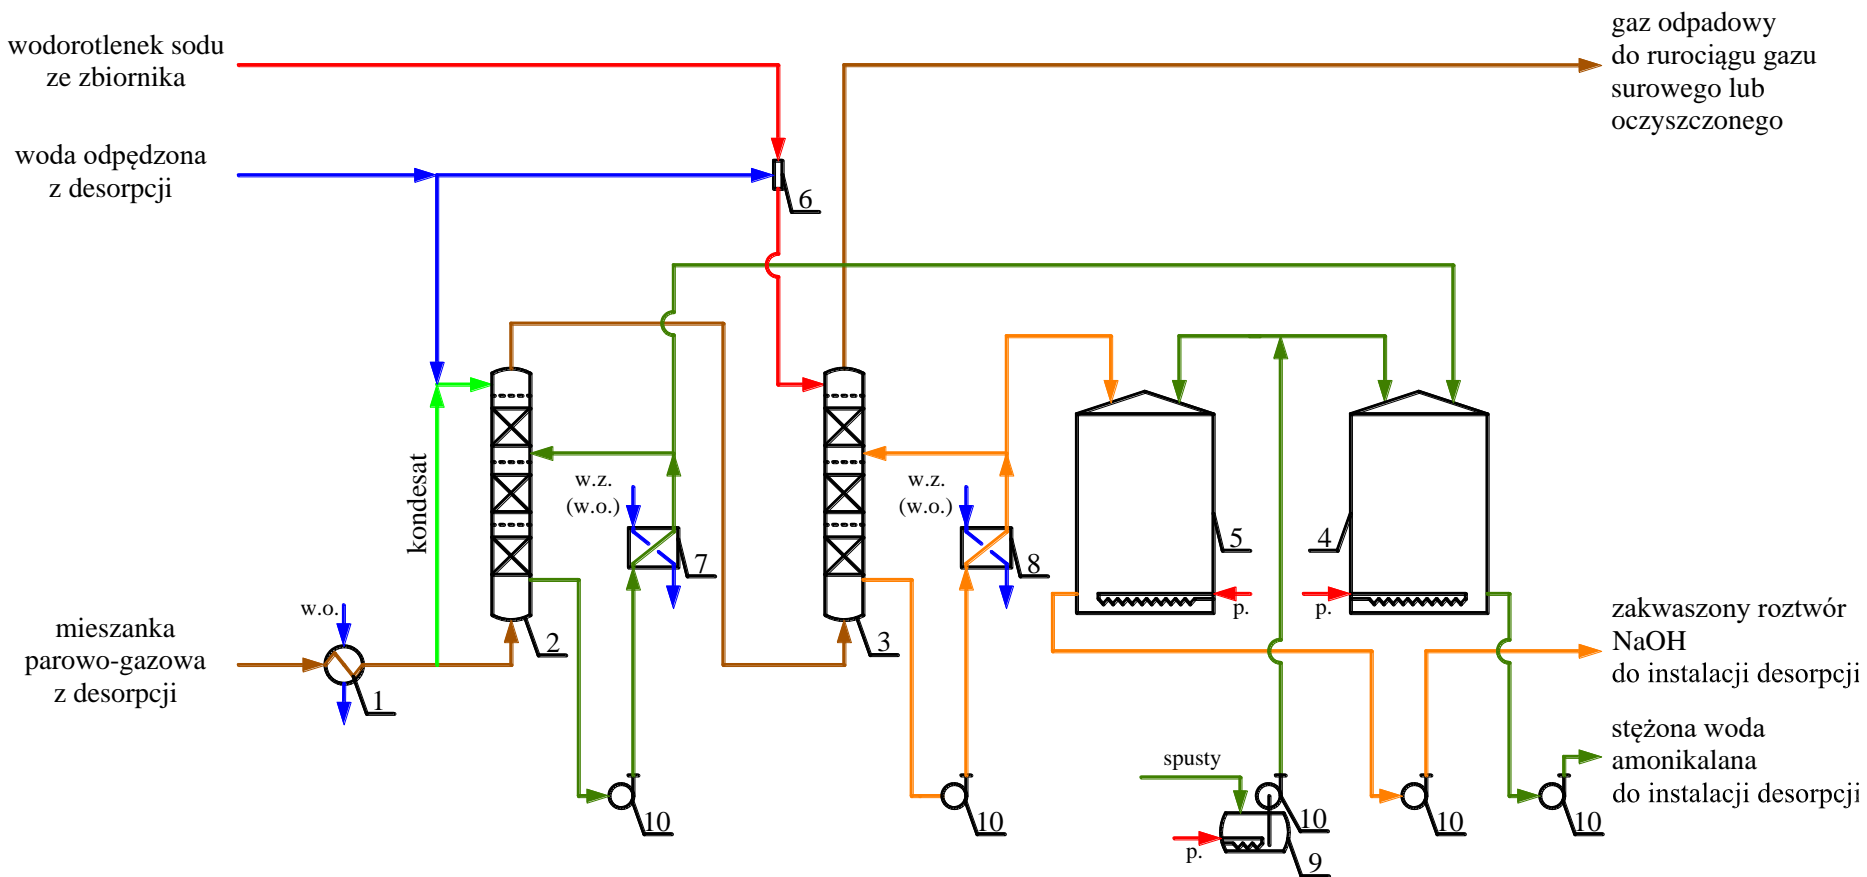 wodorotlenek sodu
ze zbiornika
gaz odpadowy
do rurociągu gazu
surowego lub
oczyszczonego
woda odpędzona
z desorpcji
6
kondesat
w.z.
(w.o.)
7
w.z.
(w.o.)
8
5
4
p.
p.
w.o.
mieszanka
parowo-gazowa
z desorpcji
1
2
3
zakwaszony roztwór
NaOH
do instalacji desorpcji
stężona woda
amonikalana
do instalacji desorpcji
spusty
p.
10
10
10
9
10
10